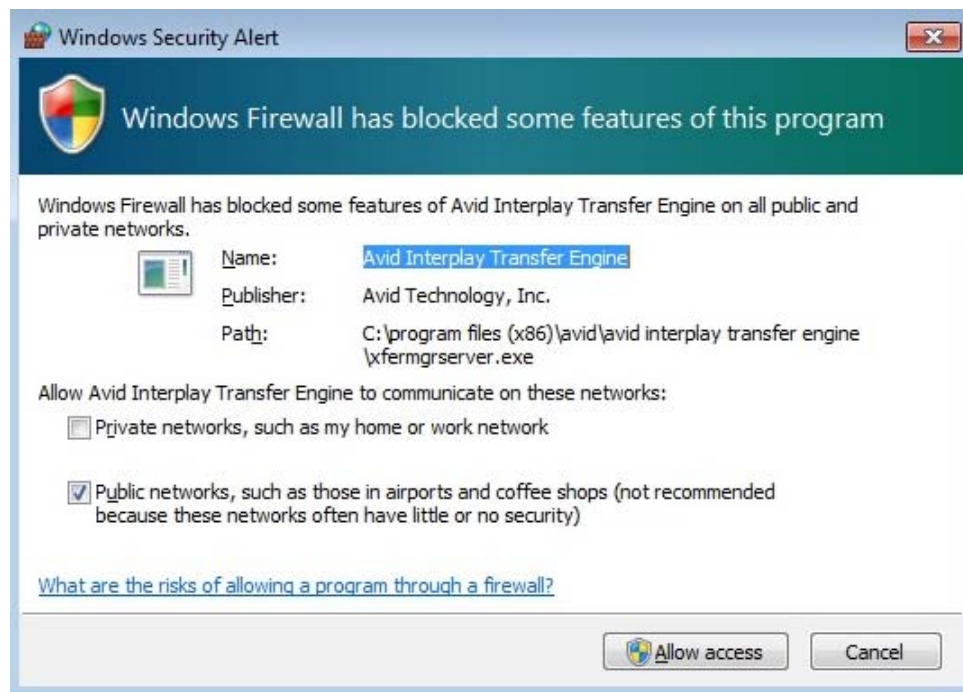 Windows Security Alert
Windows Firewall has blocked some features of this program
Windows Firewall has blocked some features of Avid Interplay Transfer Engine on all public and
private networks.
Name: Avid Interplay Transfer Engine
Publisher: Avid Technology, Inc.
Path: C:\program files (x86)\avid\avid interplay transfer engine
\xfermgrserver.exe
Allow Avid Interplay Transfer Engine to communicate on these networks:
Private networks, such as my home or work network
Public networks, such as those in airports and coffee shops (not recommended
because these networks often have little or no security)
What are the risks of allowing a program through a firewall?
Allow access Cancel